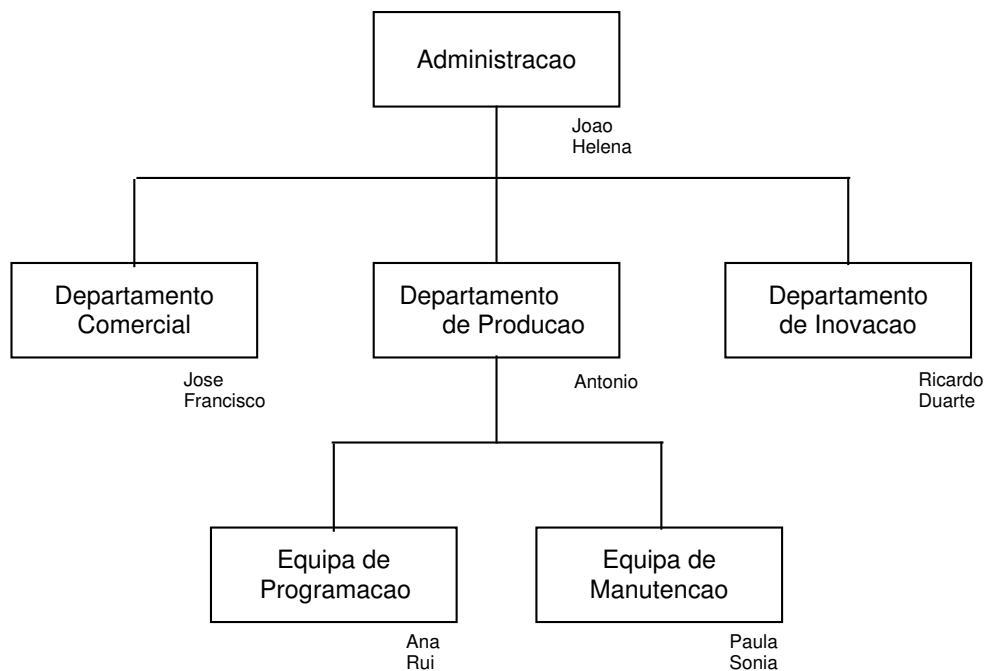 Administracao
Joao
Helena
Departamento
Comercial
Departamento
de Producao
Departamento
de Inovacao
Jose
Francisco
Antonio
Ricardo
Duarte
Equipa de
Programacao
Equipa de
Manutencao
Ana
Rui
Paula
Sonia